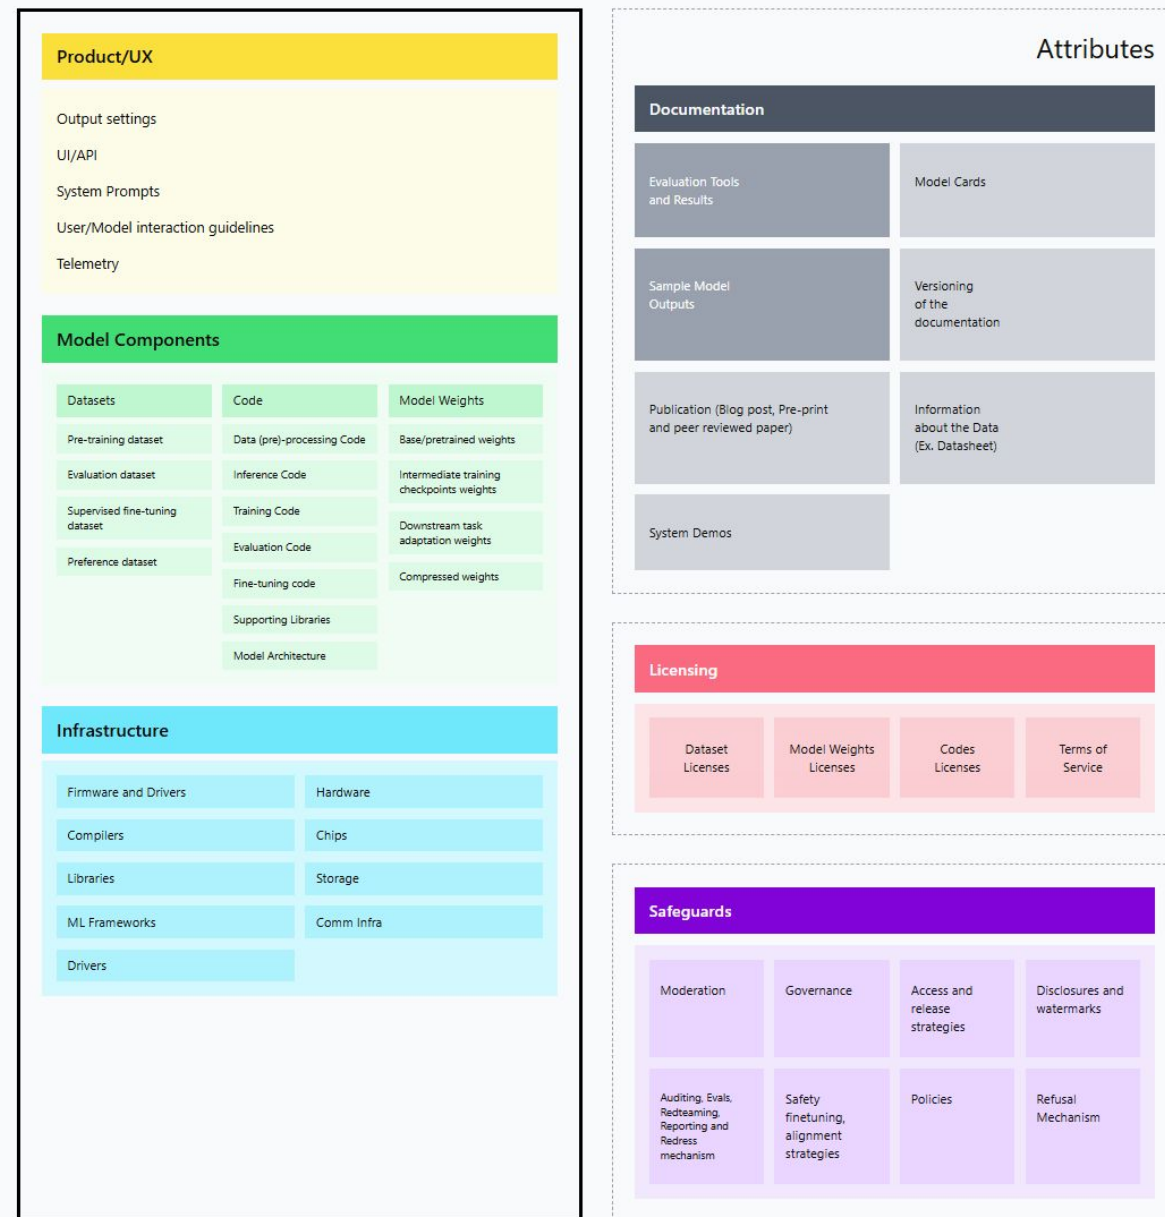 Product/UX
Output settings
UI/API
System Prompts
User/Model interaction guidelines
Telemetry
Model Components
Datasets
Pre-training dataset
Evaluation dataset
Supervised fine-tuning
dataset
Preference dataset
Code
Data (pre)-processing Code
Inference Code
Training Code
Evaluation Code
Fine-tuning code
Supporting Libraries
Model Architecture
Model Weights
Base/pretrained weights
Intermediate training
checkpoints weights
Downstream task
adaptation weights
Compressed weights
Infrastructure
Firmware and Drivers
Compilers
Libraries
ML Frameworks
Drivers
Hardware
Chips
Storage
Comm Infra
Attributes
Documentation
Evaluation Tools
and Results
Model Cards
Sample Model
Outputs
Versioning
of the
documentation
Publication (Blog post, Pre-print
and peer reviewed paper)
Information
about the Data
(Ex. Datasheet)
System Demos
Licensing
Dataset
Licenses
Model Weights
Licenses
Codes
Licenses
Terms of
Service
Safeguards
Moderation
Governance
Access and
release
strategies
Disclosures and
watermarks
Auditing, Evals,
Redteaming,
Reporting and
Redress
mechanism
Safety
finetuning,
alignment
strategies
Policies
Refusal
Mechanism